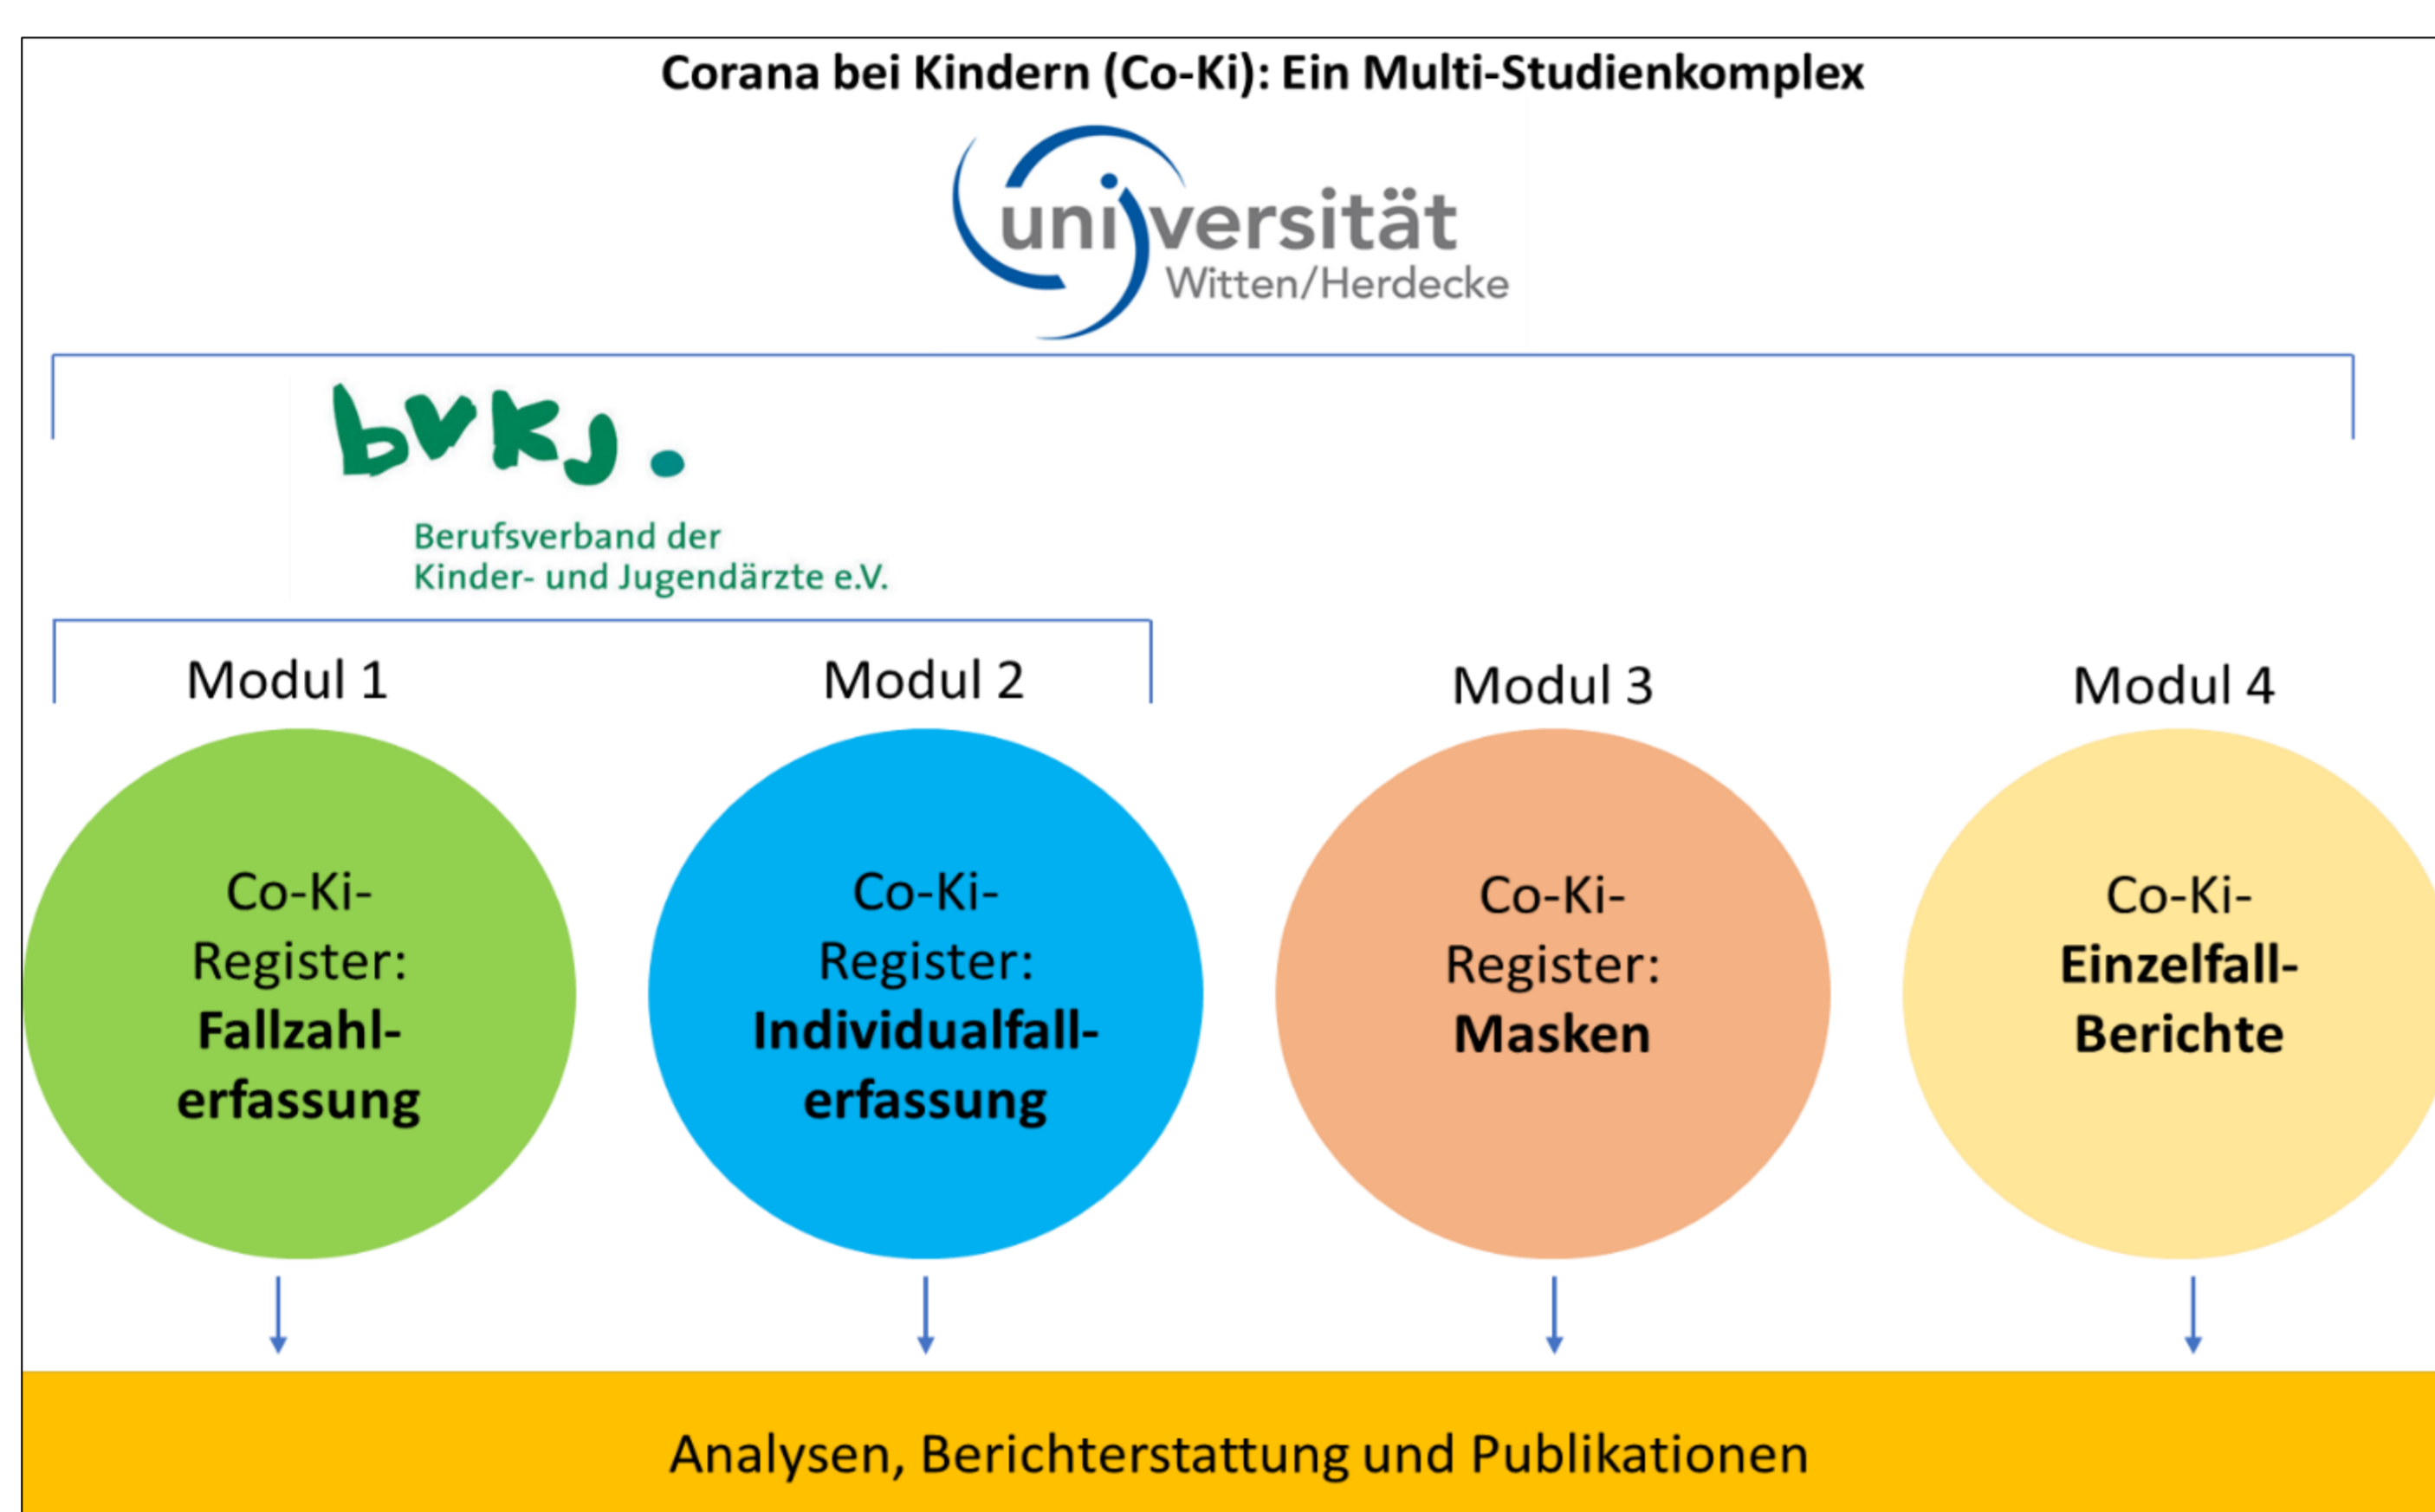 Corana bei Kindern (Co-Ki): Ein Multi-Studienkomplex
universität
Witten/Herdecke
bvkj.
Berufsverband der
Kinder- und Jugendärzte e.V.
Modul 1
Modul 2
Modul 3
Modul 4
Co-Ki-
Register:
Fallzahl-
erfassung
Co-Ki-
Register:
Individualfall-
erfassung
Co-Ki-
Register:
Masken
Co-Ki-
Einzelfall-
Berichte
Analysen, Berichterstattung und Publikationen